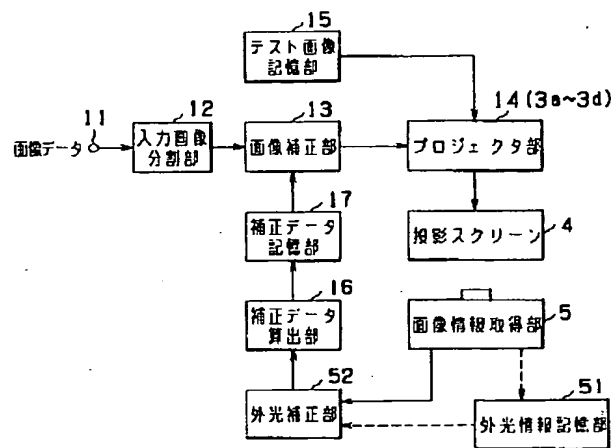 15
テスト画像
記憶部
11
12
13
14(3a~3d)
画像データ
入力画像
分割部
画像補正部
プロジェクタ部
17
4
補正データ
記憶部
投影スクリーン
16
5
補正データ
算出部
画像情報取得部
52
51
外光補正部
外光情報記憶部